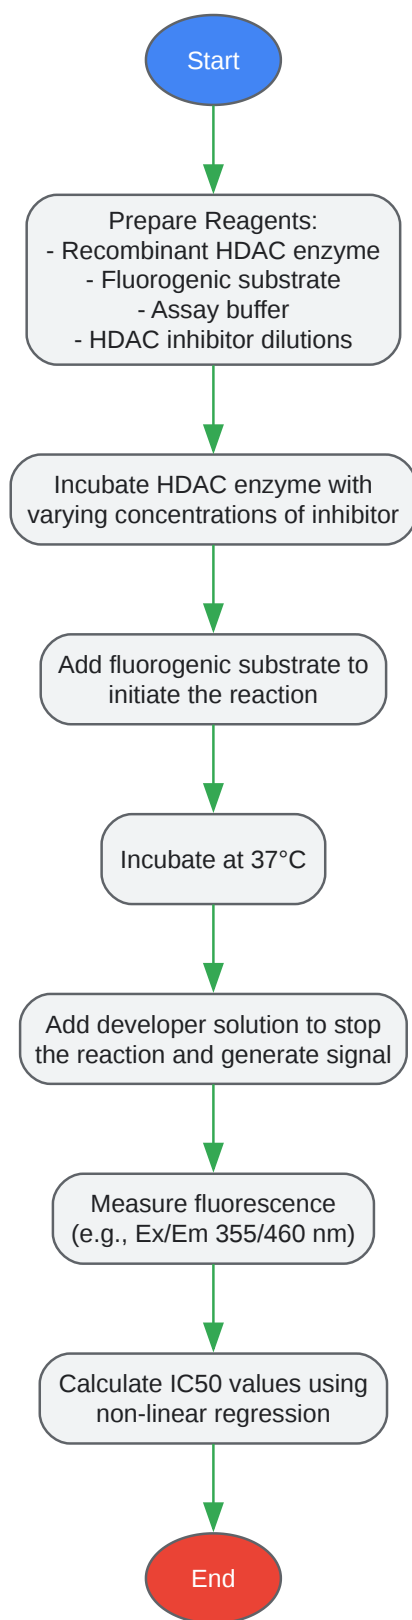 Start
Prepare Reagents:
- Recombinant HDAC enzyme
- Fluorogenic substrate
- Assay buffer
- HDAC inhibitor dilutions
Incubate HDAC enzyme with
varying concentrations of inhibitor
Add fluorogenic substrate to
initiate the reaction
Incubate at 37°C
Add developer solution to stop
the reaction and generate signal
Measure fluorescence
(e.g., Ex/Em 355/460 nm)
Calculate IC50 values using
non-linear regression
End